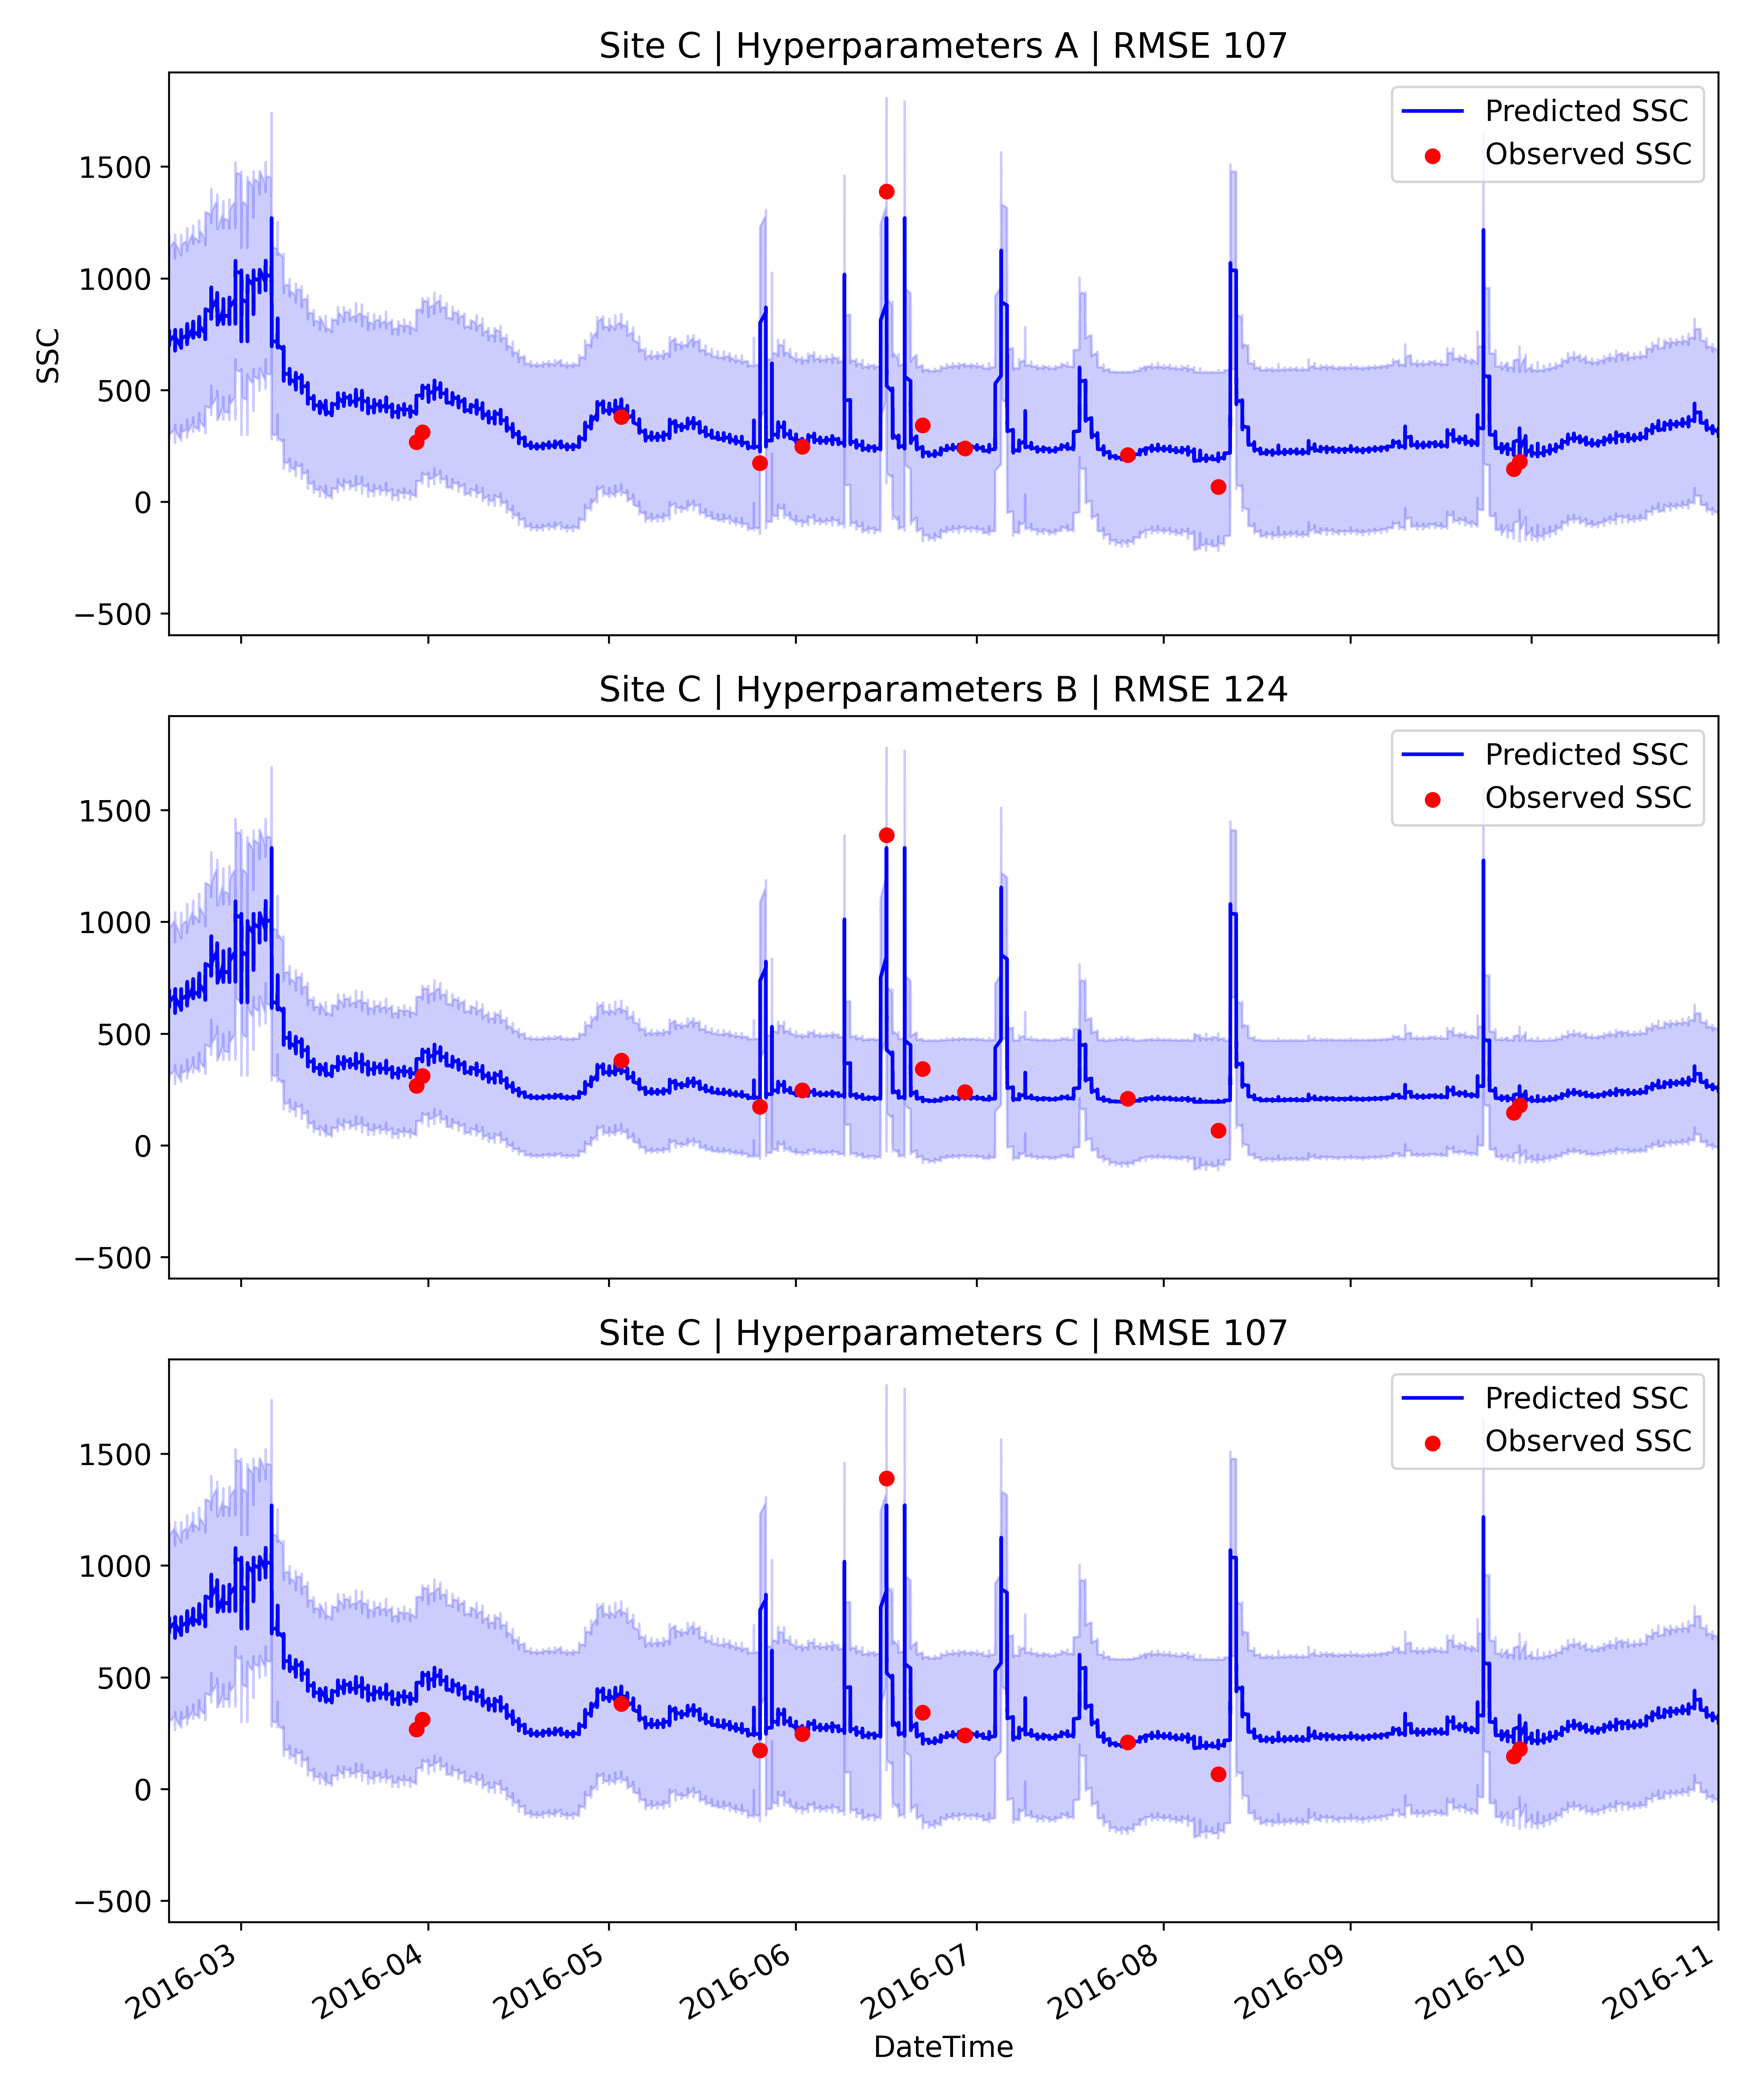 Site C | Hyperparameters A | RMSE 107
Predicted SSC
Observed SSC
1500
1000
500
0
−500
SSC
Site C | Hyperparameters B | RMSE 124
Predicted SSC
Observed SSC
1500
1000
500
0
−500
Site C | Hyperparameters C | RMSE 107
Predicted SSC
Observed SSC
1500
1000
500
0
−500
2016-03
2016-04
2016-05
2016-06
2016-07
2016-08
2016-09
2016-10
2016-11
DateTime